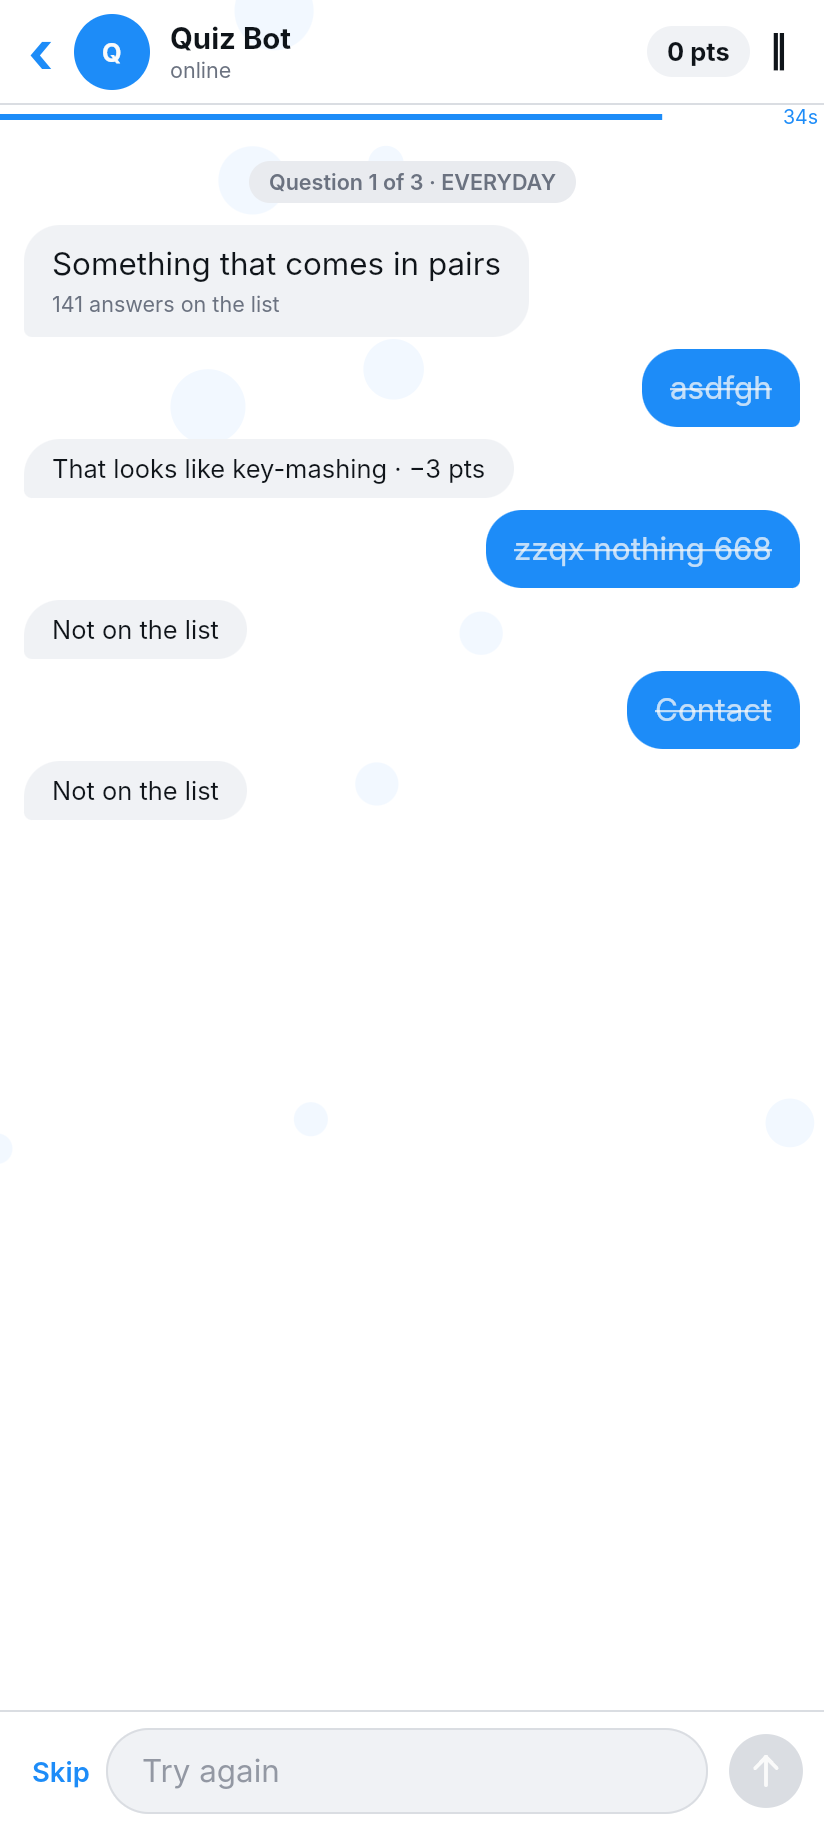 Q
Quiz Bot
online
0 pts
34s
Question 1 of 3 · EVERYDAY
Something that comes in pairs
141 answers on the list
asdfgh
That looks like key-mashing · −3 pts
zzqx nothing 668
Not on the list
Contact
Not on the list
Skip
Try again